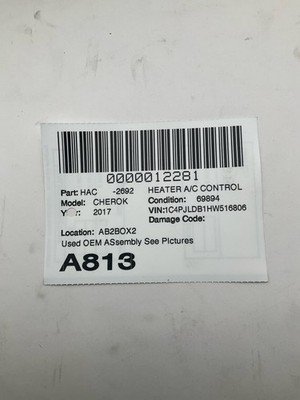 0000012281
Part: HAC -2692 HEATER A/C CONTROL
Model: CHEROK Condition: 69894
Year: 2017 VIN:1C4PJLDB1HW516806
Damage Code:
Location: AB2BOX2
Used OEM ASsembly See Pictures
A813